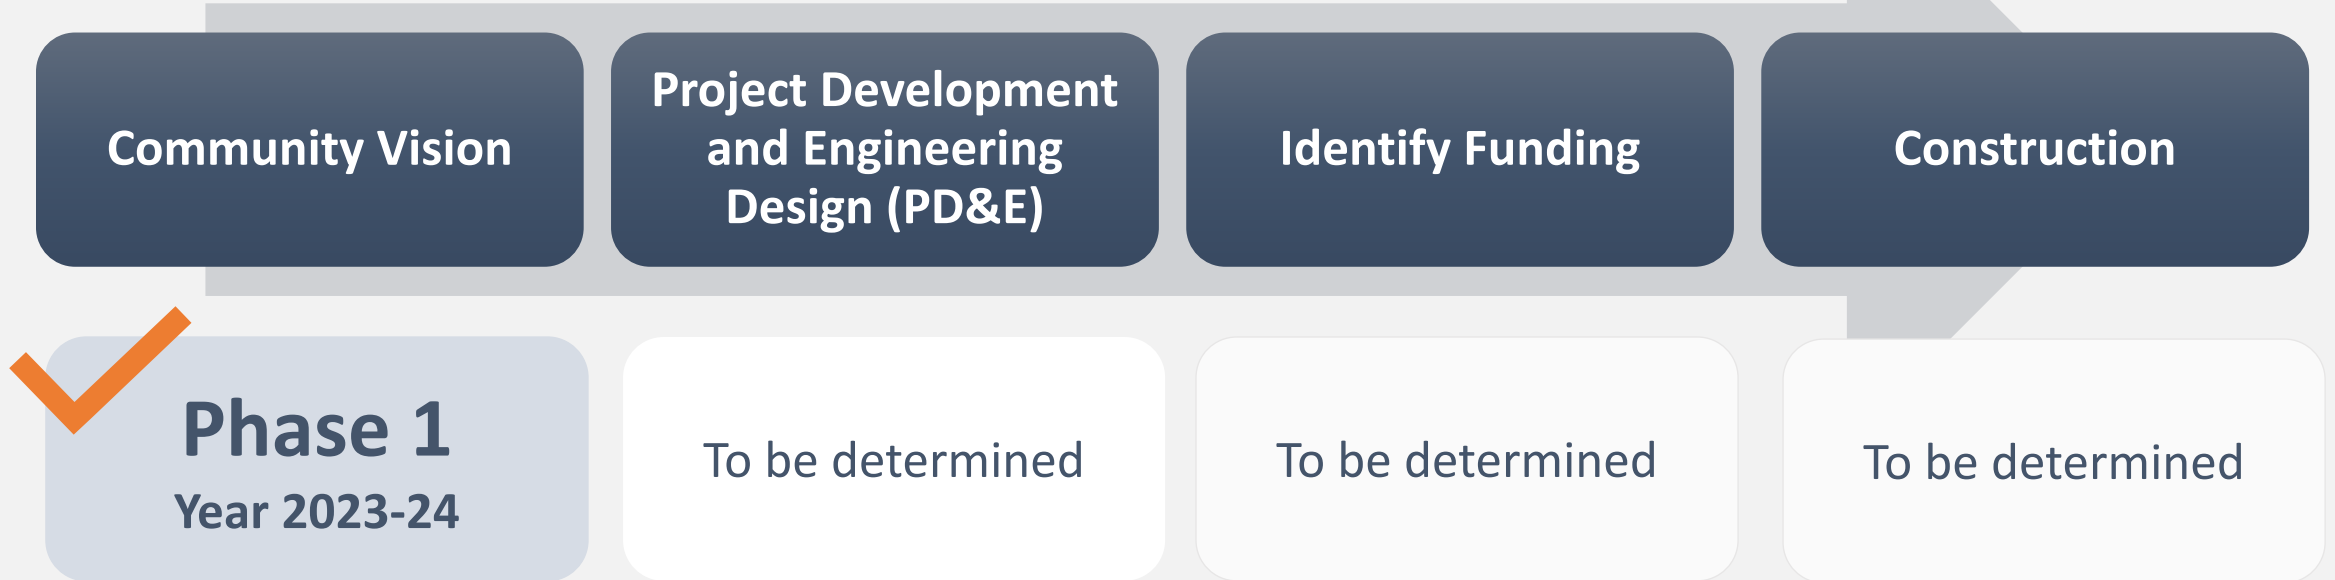 Community Vision
Project Development
and Engineering
Design (PD&E)
Identify Funding
Construction
Phase 1
Year 2023-24
To be determined
To be determined
To be determined